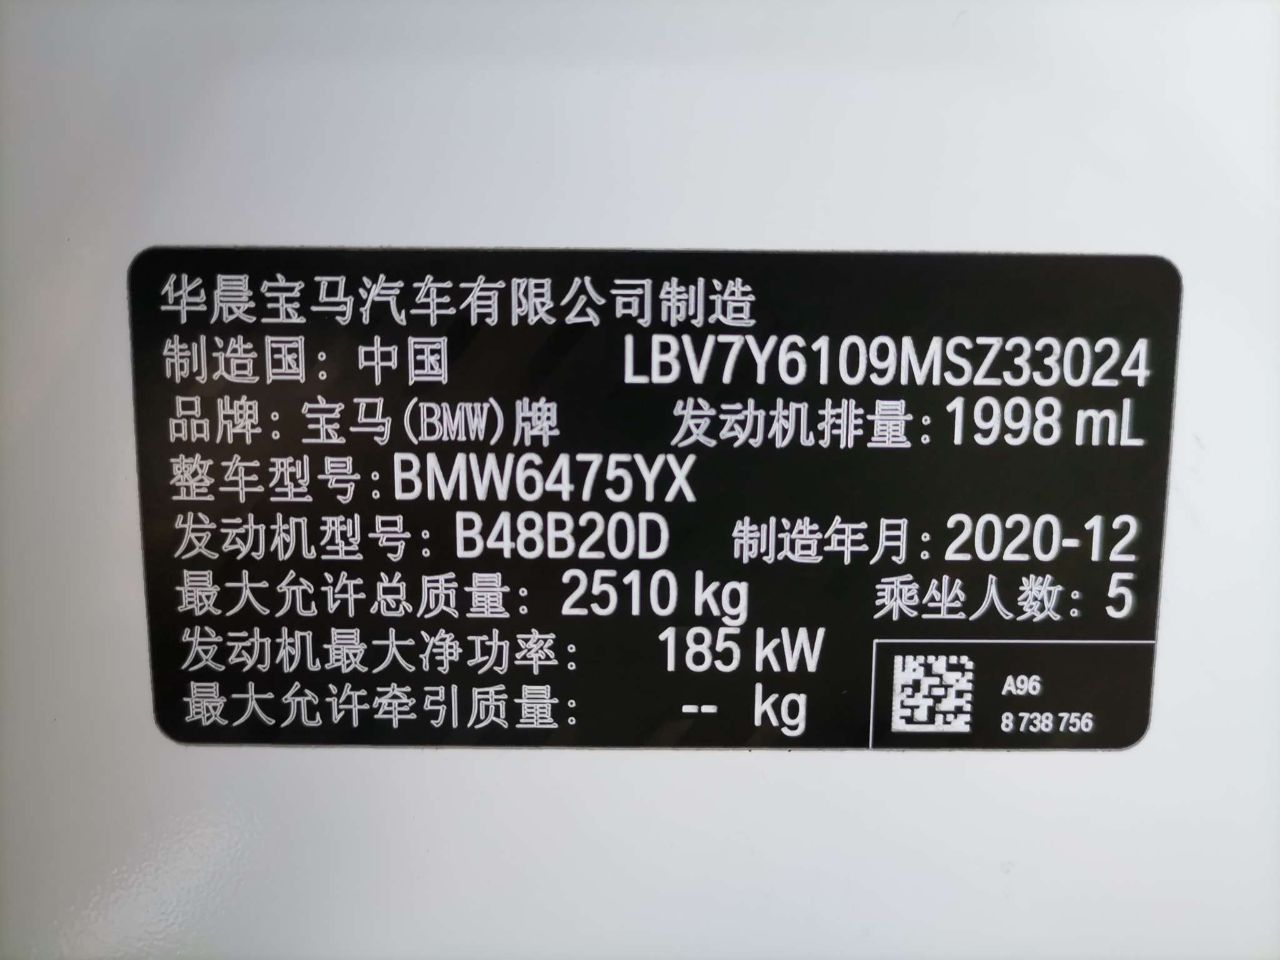 华晨宝马汽车有限公司制造
制造国：中国 LBV7Y6109MSZ33024
品牌：宝马(BMW)牌 发动机排量：1998 mL
整车型号：BMW6475YX
发动机型号：B48B20D 制造年月：2020-12
最大允许总质量：2510 kg 乘坐人数：5
发动机最大净功率：185 kW
最大允许牵引质量：-- kg
A96
8 738 756